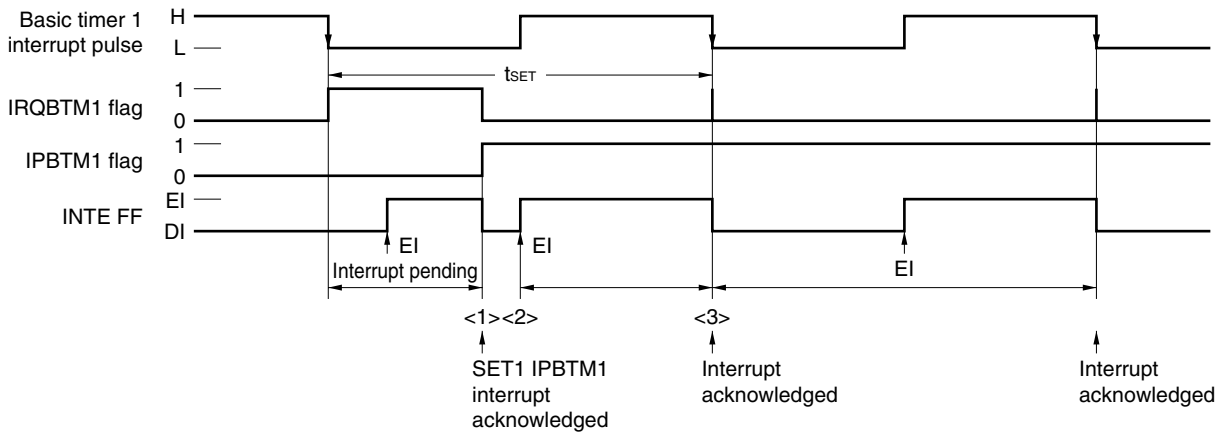 Basic timer 1
interrupt pulse
H
L
tSET
IRQBTM1 flag
1
0
IPBTM1 flag
1
0
INTE FF
EI
DI
EI
EI
EI
Interrupt pending
<1>
<2>
<3>
SET1 IPBTM1
interrupt
acknowledged
Interrupt
acknowledged
Interrupt
acknowledged